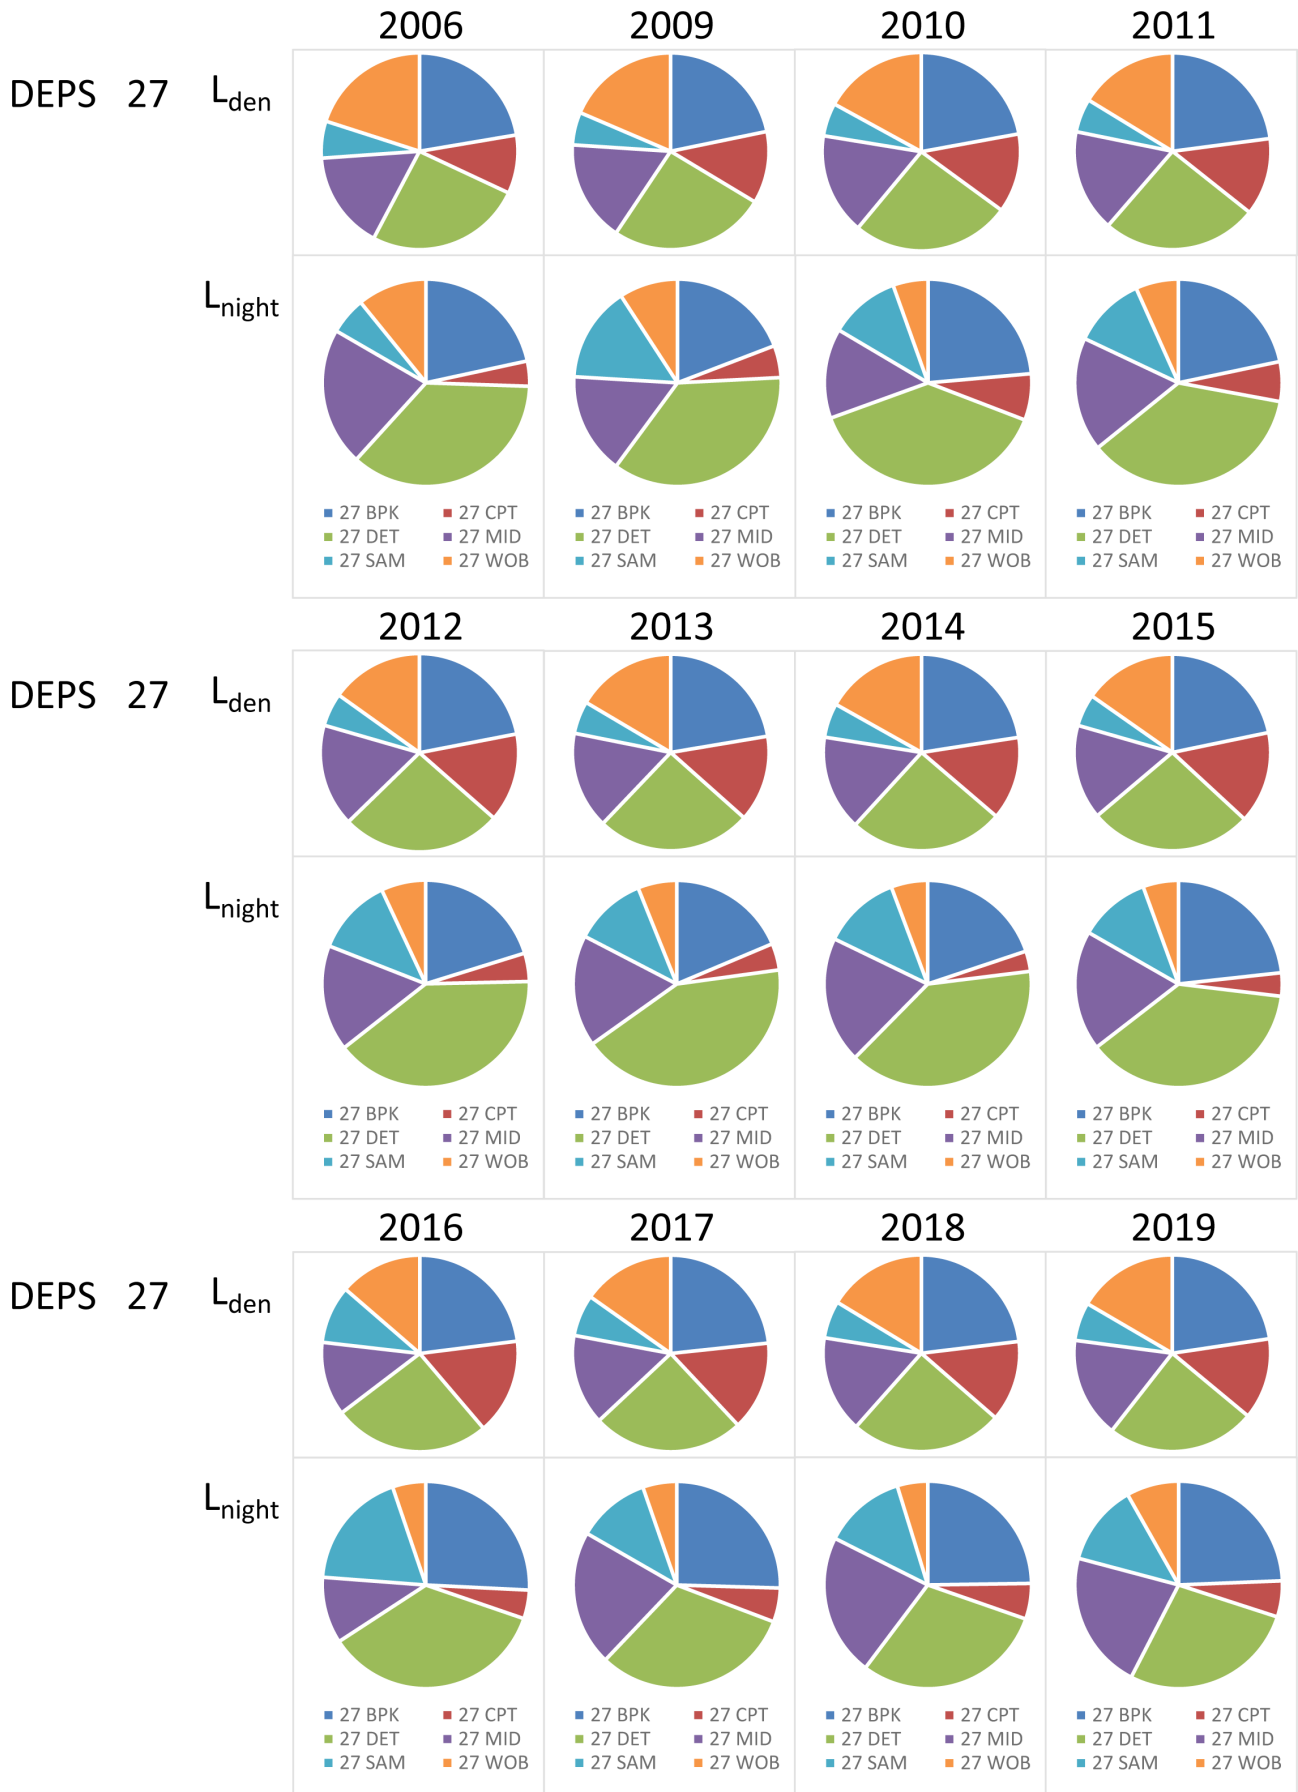 2006 2009 2010 2011
DEPS 27 Lden
Lnight
27 BPK 27 CPT 27 BPK 27 CPT 27 BPK 27 CPT 27 BPK 27 CPT
27 DET 27 MID 27 DET 27 MID 27 DET 27 MID 27 DET 27 MID
27 SAM 27 WOB 27 SAM 27 WOB 27 SAM 27 WOB 27 SAM 27 WOB
2012 2013 2014 2015
DEPS 27 Lden
Lnight
27 BPK 27 CPT 27 BPK 27 CPT 27 BPK 27 CPT 27 BPK 27 CPT
27 DET 27 MID 27 DET 27 MID 27 DET 27 MID 27 DET 27 MID
27 SAM 27 WOB 27 SAM 27 WOB 27 SAM 27 WOB 27 SAM 27 WOB
2016 2017 2018 2019
DEPS 27 Lden
Lnight
27 BPK 27 CPT 27 BPK 27 CPT 27 BPK 27 CPT 27 BPK 27 CPT
27 DET 27 MID 27 DET 27 MID 27 DET 27 MID 27 DET 27 MID
27 SAM 27 WOB 27 SAM 27 WOB 27 SAM 27 WOB 27 SAM 27 WOB